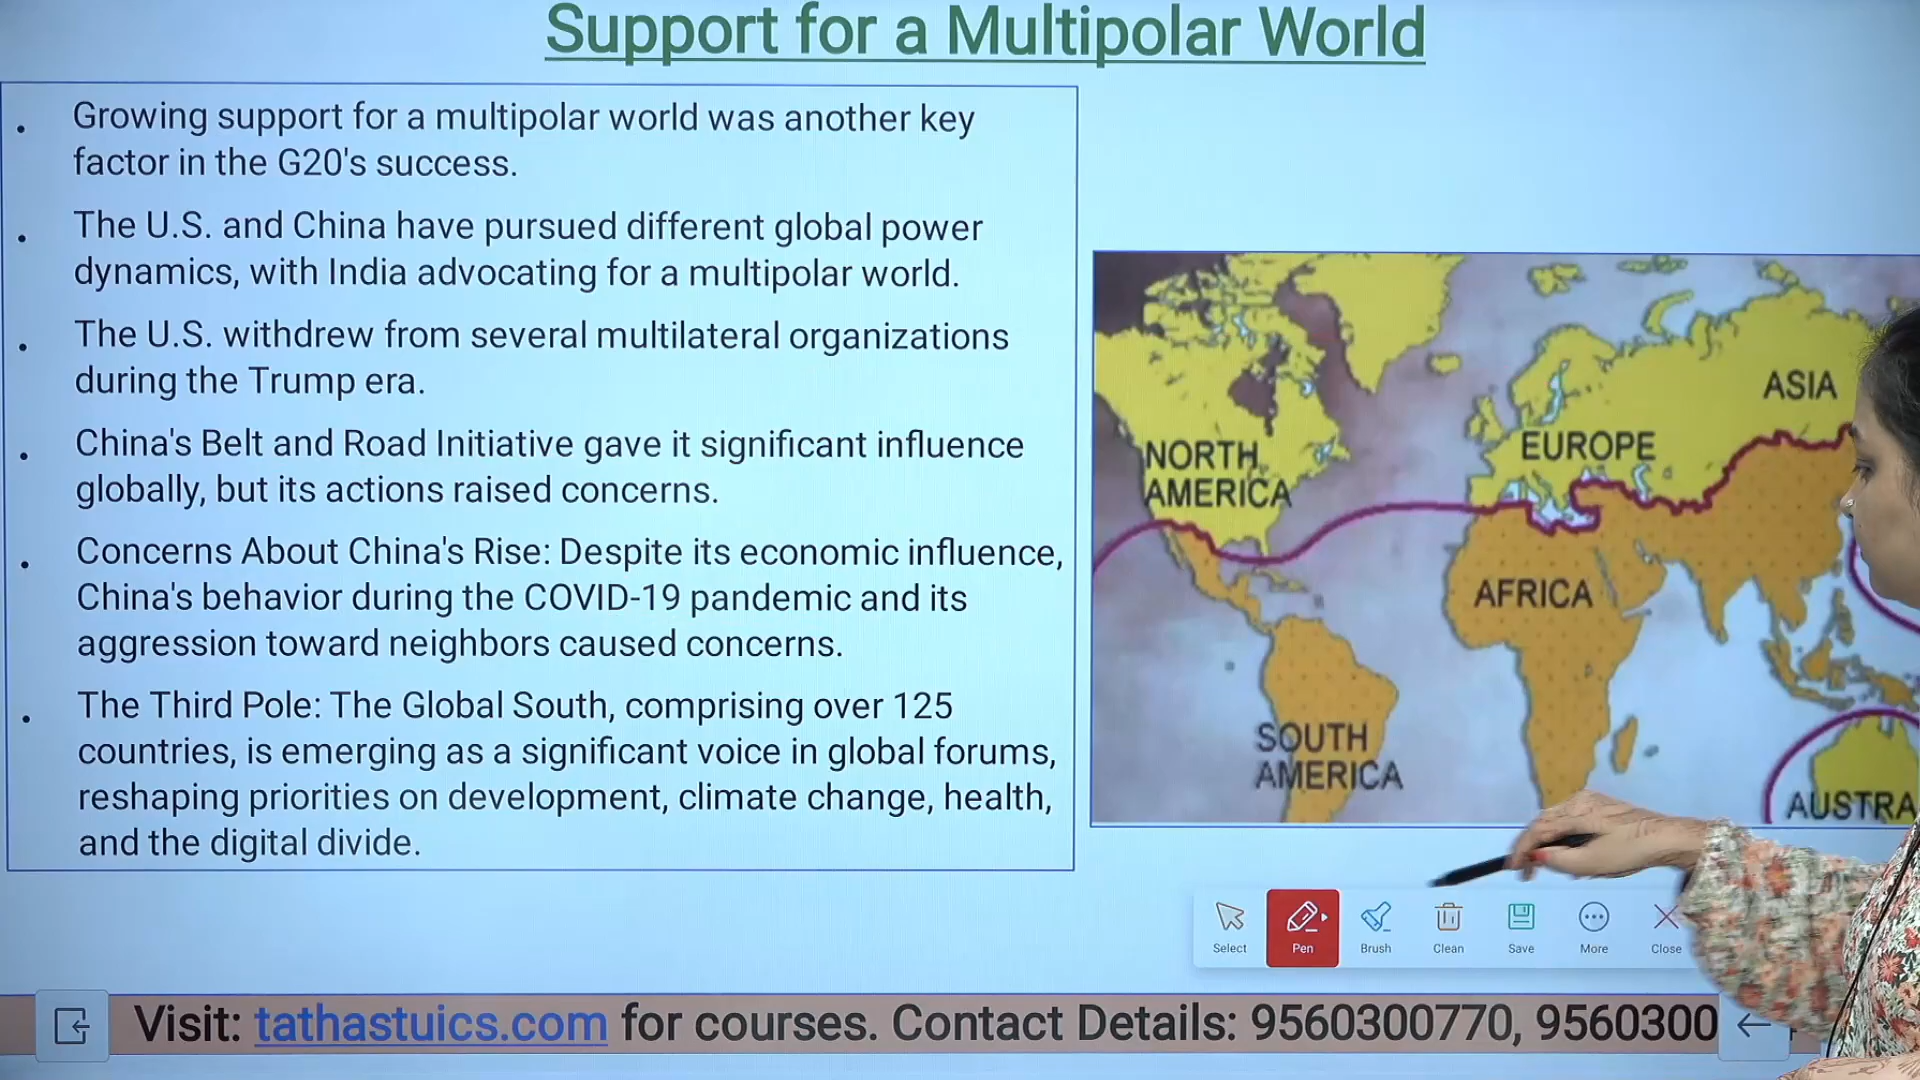 Support for a Multipolar World
Growing support for a multipolar world was another key
factor in the G20's success.
The U.S. and China have pursued different global power
dynamics, with India advocating for a multipolar world.
The U.S. withdrew from several multilateral organizations
during the Trump era.
China's Belt and Road Initiative gave it significant influence
globally, but its actions raised concerns.
Concerns About China's Rise: Despite its economic influence,
China's behavior during the COVID-19 pandemic and its
aggression toward neighbors caused concerns.
The Third Pole: The Global South, comprising over 125
countries, is emerging as a significant voice in global forums,
reshaping priorities on development, climate change, health,
and the digital divide.
ASIA
EUROPE
NORTH
AMERICA
AFRICA
SOUTH
AMERICA
AUSTRA
Select
Pen
Brush
Clean
Save
More
Close
Visit: tathastuics.com for courses. Contact Details: 9560300770, 9560300